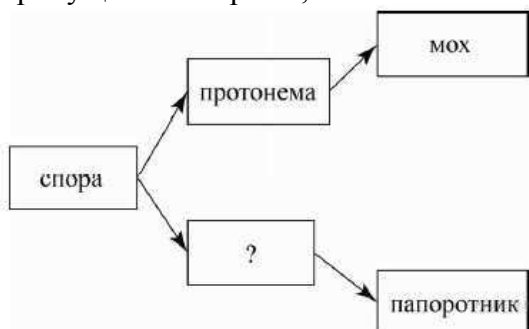 мох
протонема
спора
?
папоротник